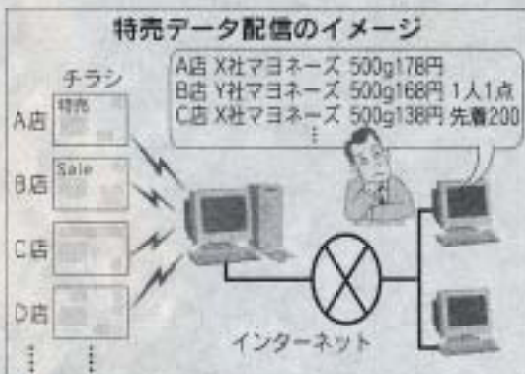 特売データ配信のイメージ
A店 X社マヨネーズ 500g178円
B店 Y社マヨネーズ 500g168円 1人1点
C店 X社マヨネーズ 500g138円 先着200
⋮
チラシ
A店
特売
B店
Sale
C店
D店
⋮ ⋮
インターネット